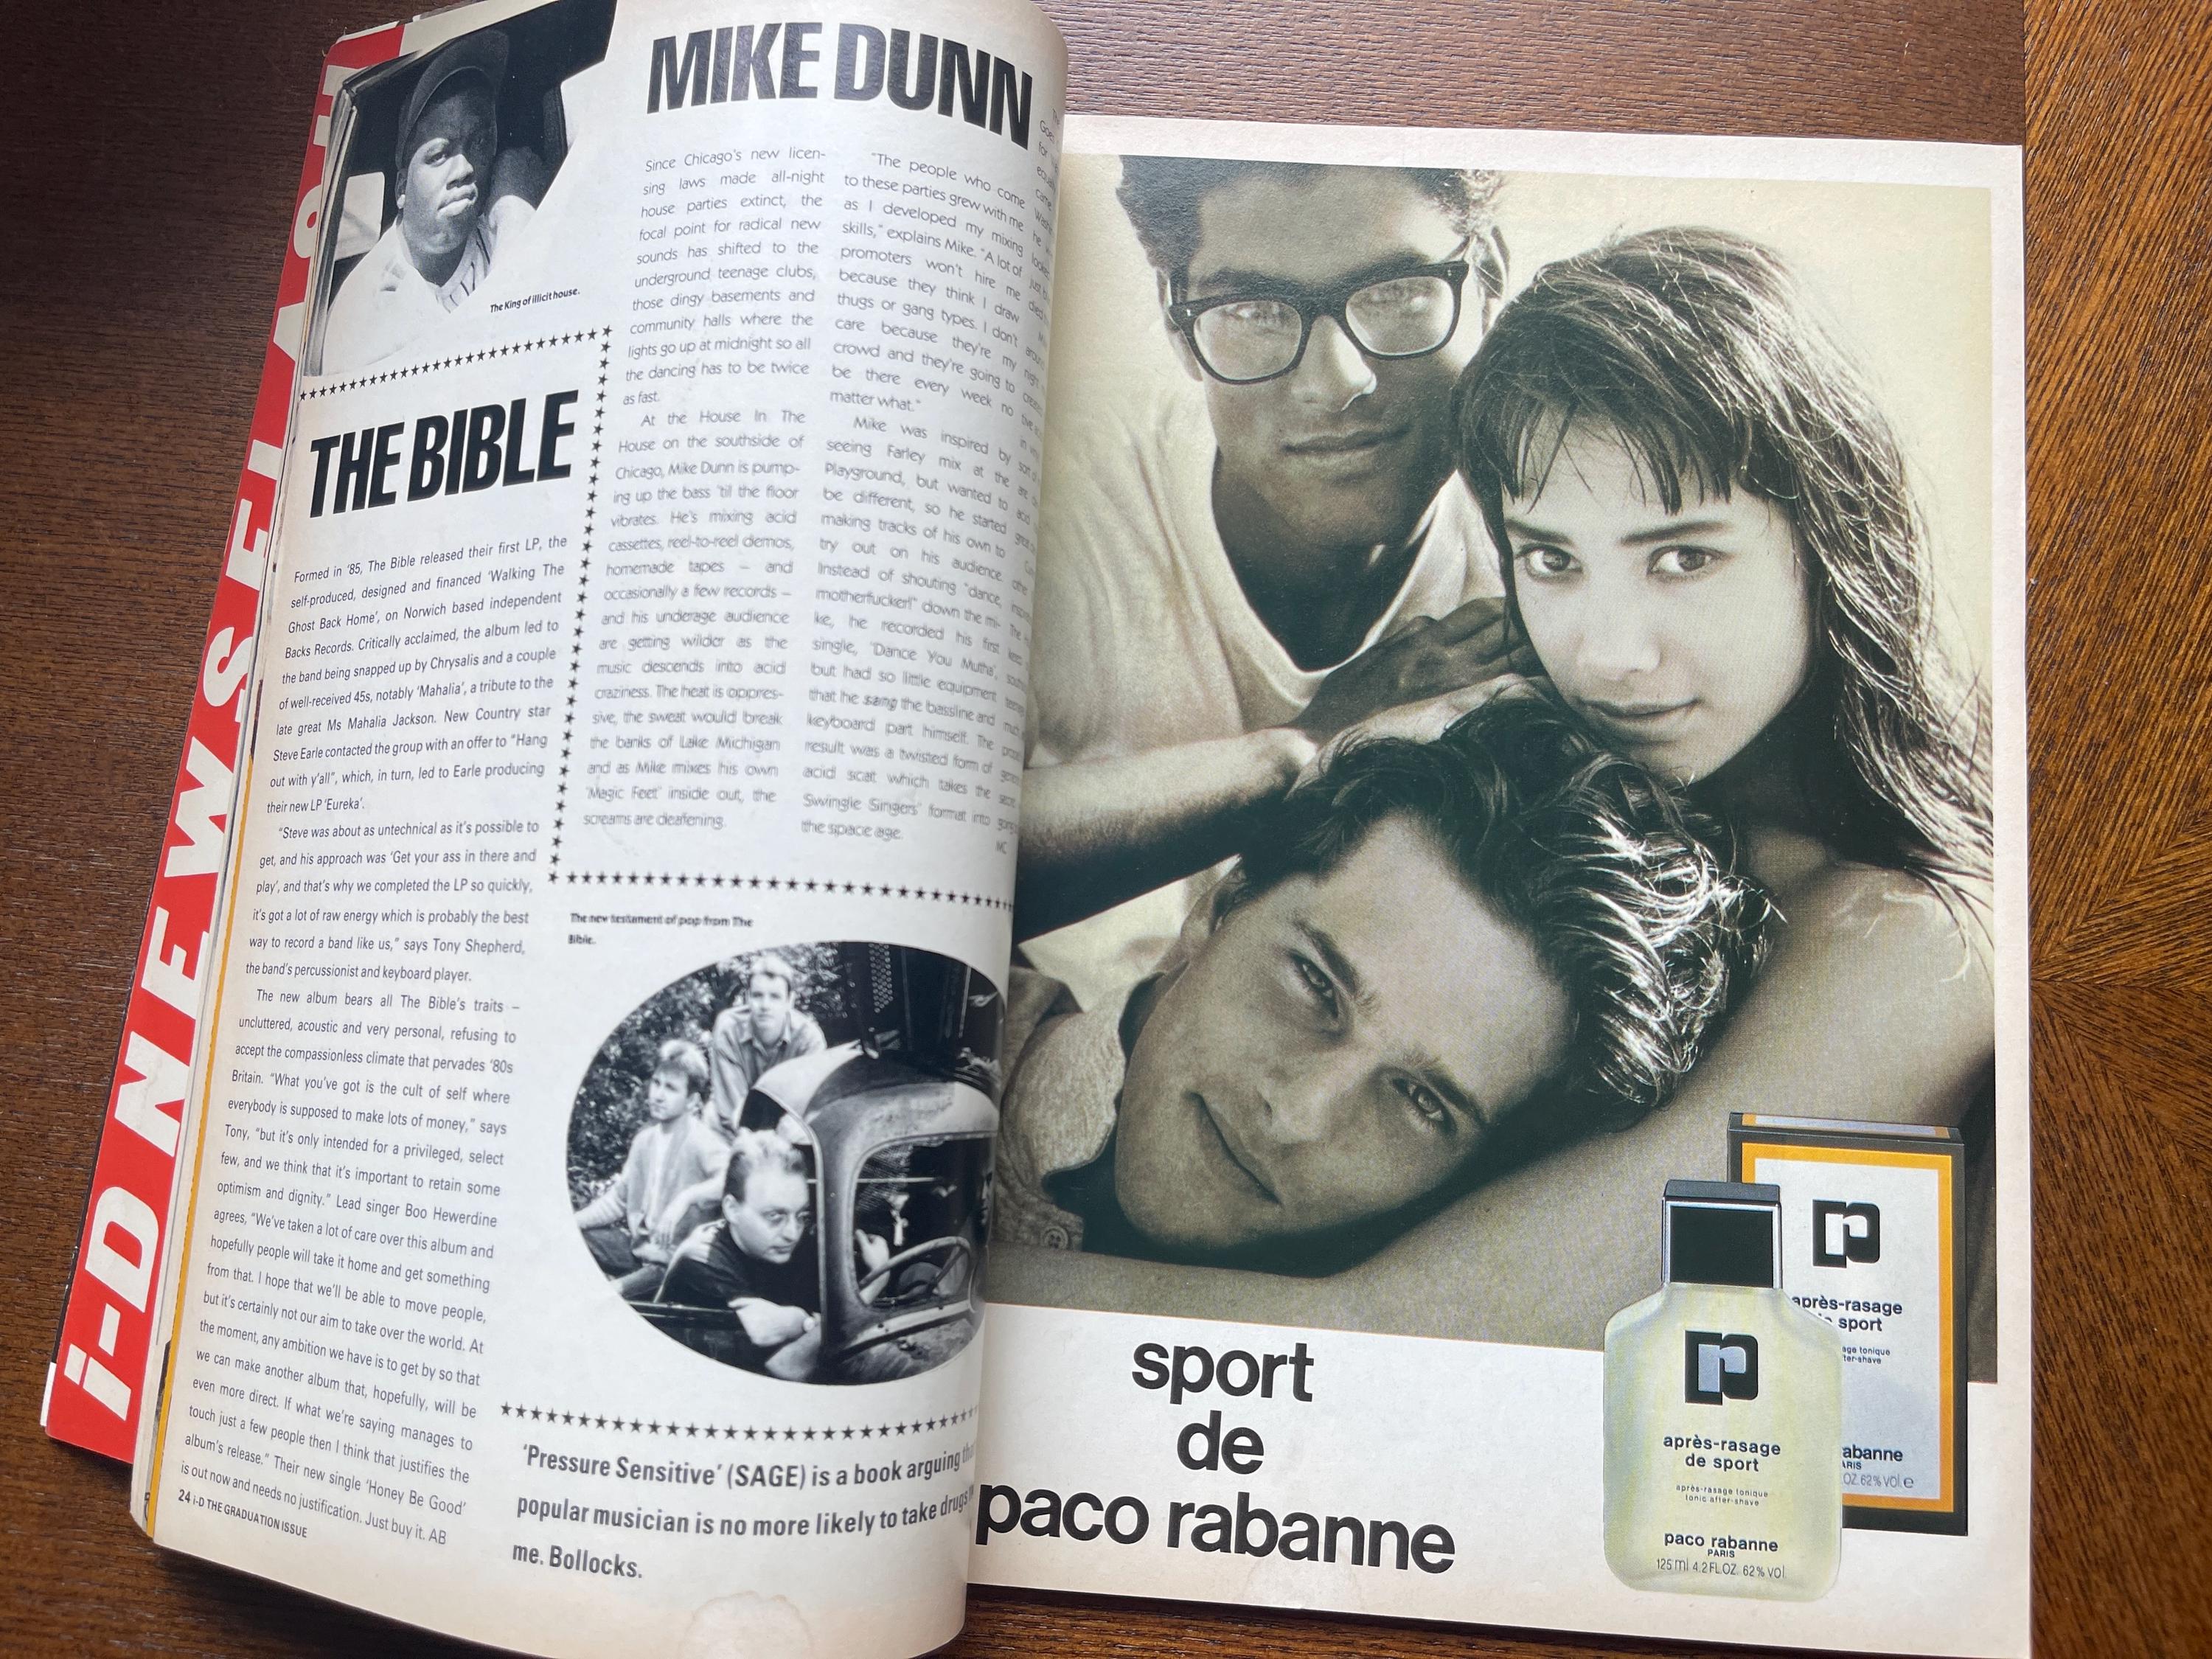 i-D NEWSFLASH
The King of illicit house.
MIKE DUNN
Since Chicago's new licen-
sing laws made all-night
house parties extinct, the
focal point for radical new
sounds has shifted to the
underground teenage clubs,
those dingy basements and
community halls where the
lights go up at midnight so all
the dancing has to be twice
as fast.
At the House In The
House on the southside of
Chicago, Mike Dunn is pump-
ing up the bass 'til the floor
vibrates. He's mixing acid
cassettes, reel-to-reel demos,
homemade tapes – and
occasionally a few records –
and his underage audience
are getting wilder as the
music descends into acid
craziness. The heat is oppres-
sive, the sweat would break
the banks of Lake Michigan
and as Mike mixes his own
'Magic Feet' inside out, the
screams are deafening.
"The people who come
to these parties grew with me
as I developed my mixing
skills," explains Mike. "A lot of
promoters won't hire me
because they think I draw
thugs or gang types. I don't
care because they're my
crowd and they're going to
be there every week no
matter what."
Mike was inspired by
seeing Farley mix at the
Playground, but wanted to
be different, so he started
making tracks of his own to
try out on his audience.
Instead of shouting "dance,
motherfucker!" down the mi-
ke, he recorded his first
single, 'Dance You Mutha',
but had so little equipment
that he sang the bassline and
keyboard part himself. The
result was a twisted form of
acid scat which takes the
Swingle Singers' format into
the space age.
MC
THE BIBLE
Formed in '85, The Bible released their first LP, the
self-produced, designed and financed 'Walking The
Ghost Back Home', on Norwich based independent
Backs Records. Critically acclaimed, the album led to
the band being snapped up by Chrysalis and a couple
of well-received 45s, notably 'Mahalia', a tribute to the
late great Ms Mahalia Jackson. New Country star
Steve Earle contacted the group with an offer to "Hang
out with y'all", which, in turn, led to Earle producing
their new LP 'Eureka'.
"Steve was about as untechnical as it's possible to
get, and his approach was 'Get your ass in there and
play', and that's why we completed the LP so quickly,
it's got a lot of raw energy which is probably the best
way to record a band like us," says Tony Shepherd,
the band's percussionist and keyboard player.
The new album bears all The Bible's traits –
uncluttered, acoustic and very personal, refusing to
accept the compassionless climate that pervades '80s
Britain. "What you've got is the cult of self where
everybody is supposed to make lots of money," says
Tony, "but it's only intended for a privileged, select
few, and we think that it's important to retain some
optimism and dignity." Lead singer Boo Hewerdine
agrees, "We've taken a lot of care over this album and
hopefully people will take it home and get something
from that. I hope that we'll be able to move people,
but it's certainly not our aim to take over the world. At
the moment, any ambition we have is to get by so that
we can make another album that, hopefully, will be
even more direct. If what we're saying manages to
touch just a few people then I think that justifies the
album's release." Their new single 'Honey Be Good'
is out now and needs no justification. Just buy it. AB
24 i-D THE GRADUATION ISSUE
The new testament of pop from The
Bible.
'Pressure Sensitive' (SAGE) is a book arguing
popular musician is no more likely to take drugs
me. Bollocks.
sport
de
paco rabanne
après-rasage
de sport
après-rasage tonique
tonic after-shave
paco rabanne
PARIS
125 ml 4.2 FL.OZ. 62% vol
après-rasage
sport
tonique
abanne
OZ. 62% vol. e